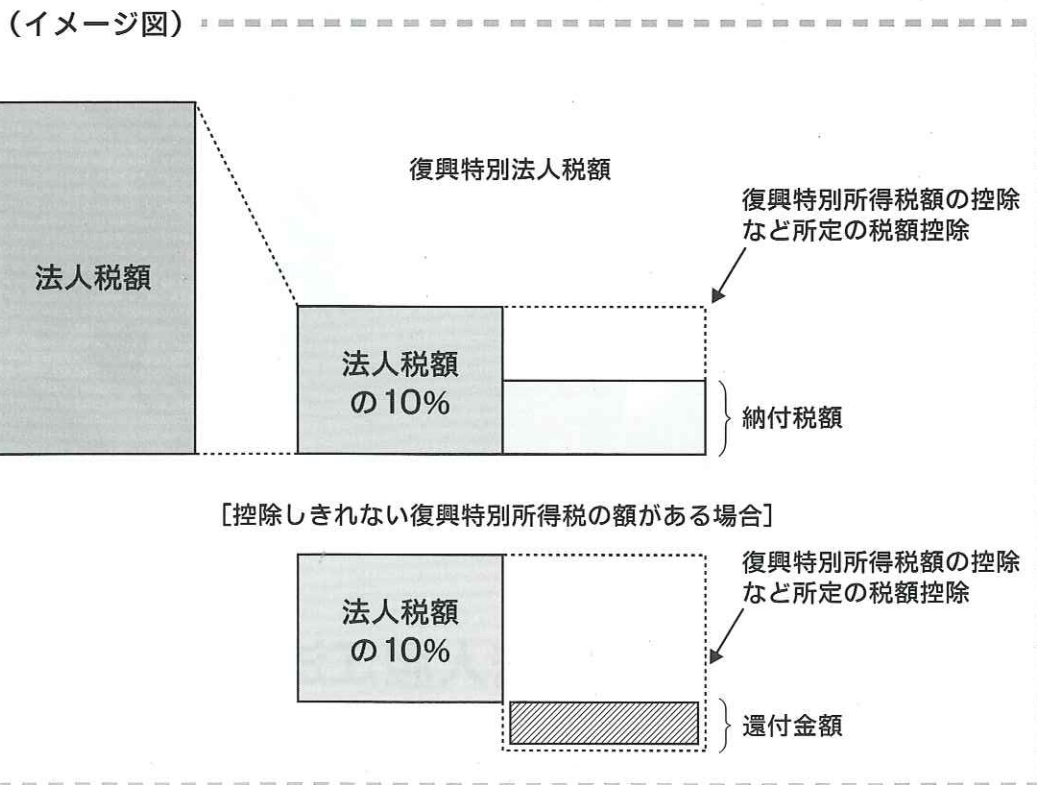 （イメージ図）
復興特別法人税額
復興特別所得税額の控除
など所定の税額控除
法人税額
法人税額
の10%
納付税額
［控除しきれない復興特別所得税の額がある場合］
復興特別所得税額の控除
など所定の税額控除
法人税額
の10%
還付金額